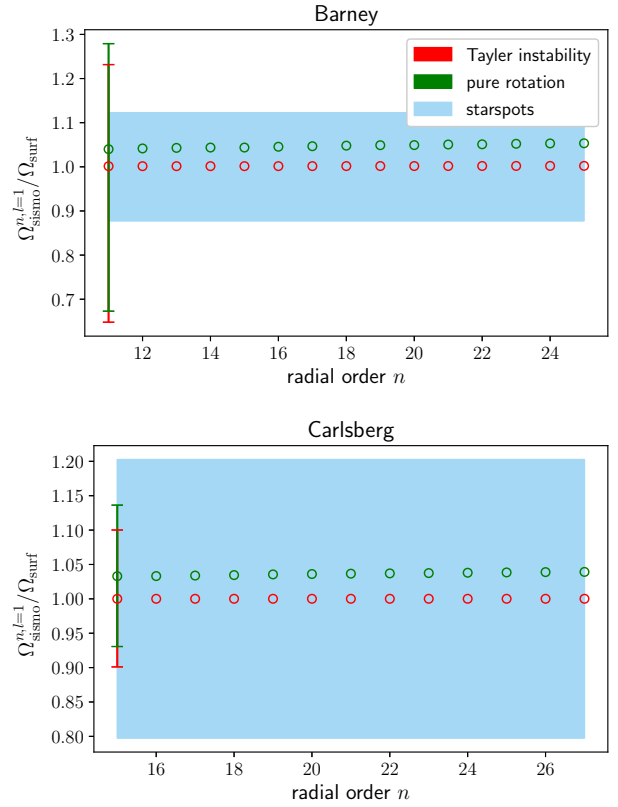 Barney
1.3
1.2
1.1
1.0
0.9
0.8
0.7
Ω_sismo^{n,l=1}/Ω_surf
Tayler instability
pure rotation
starspots
12 14 16 18 20 22 24
radial order n
Carlsberg
1.20
1.15
1.10
1.05
1.00
0.95
0.90
0.85
0.80
Ω_sismo^{n,l=1}/Ω_surf
16 18 20 22 24 26
radial order n